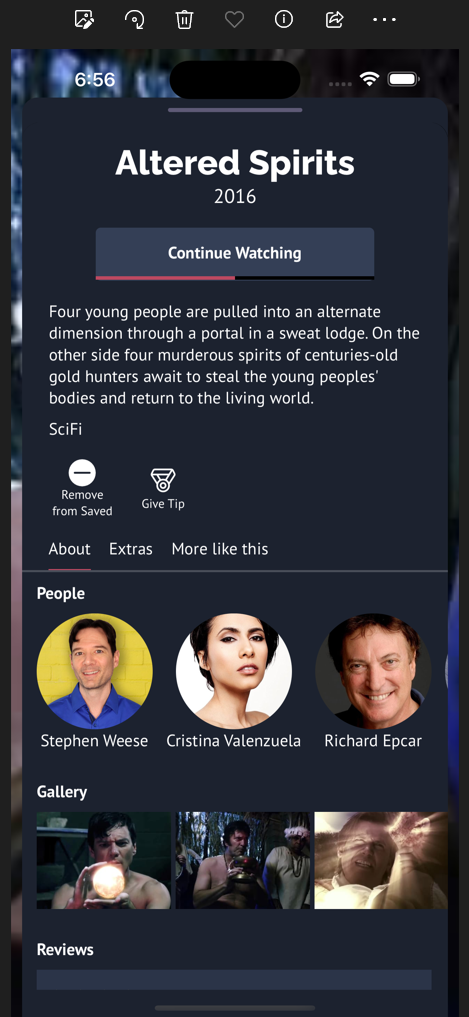 6:56
Altered Spirits
2016
Continue Watching
Four young people are pulled into an alternate
dimension through a portal in a sweat lodge. On the
other side four murderous spirits of centuries-old
gold hunters await to steal the young peoples'
bodies and return to the living world.
SciFi
Remove
from Saved
Give Tip
About Extras More like this
People
Stephen Weese Cristina Valenzuela Richard Epcar
Gallery
Reviews